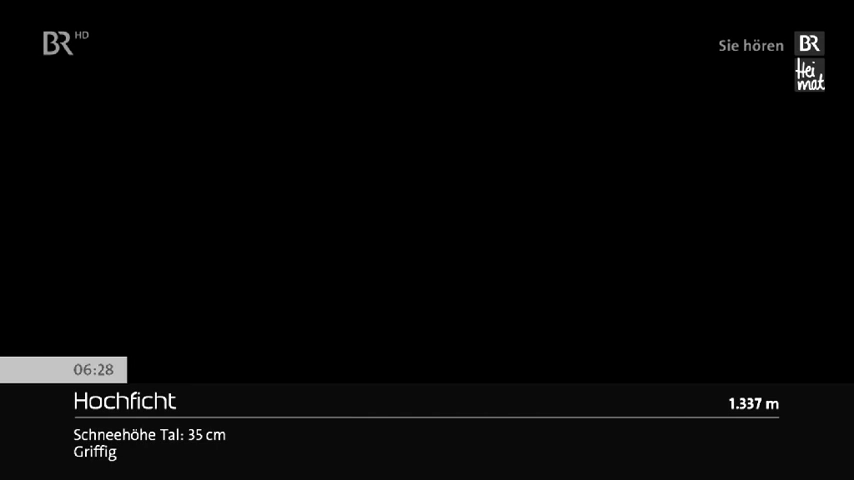 BR HD
Sie hören BR
Hei
mat
06:28
Hochficht 1.337 m
Schneehöhe Tal: 35 cm
Griffig